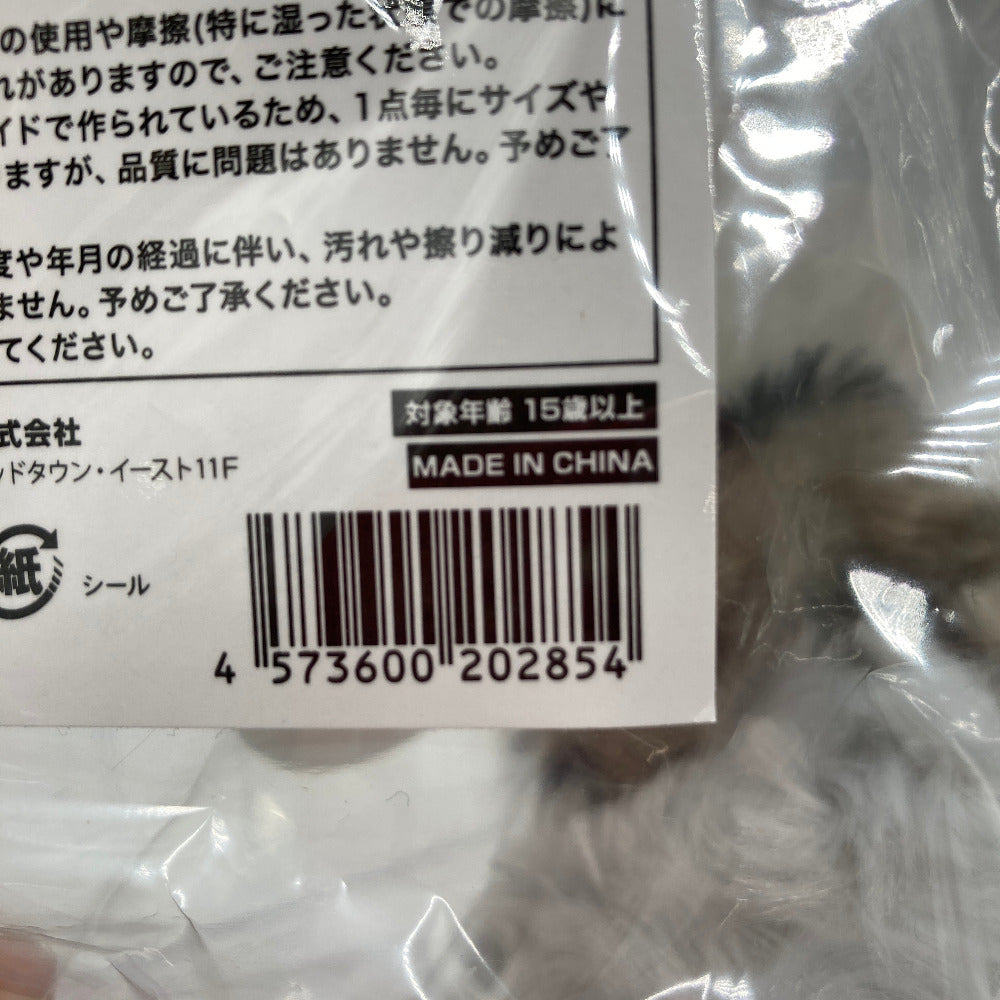 の使用や摩擦(特に湿った での摩擦)に
れがありますので、ご注意ください。
イドで作られているため、1点毎にサイズや
ますが、品質に問題はありません。予めご了
度や年月の経過に伴い、汚れや擦り減りによ
ません。予めご了承ください。
てください。
対象年齢 15歳以上
式会社
MADE IN CHINA
ッドタウン・イースト11F
紙
シール
4 573600 202854